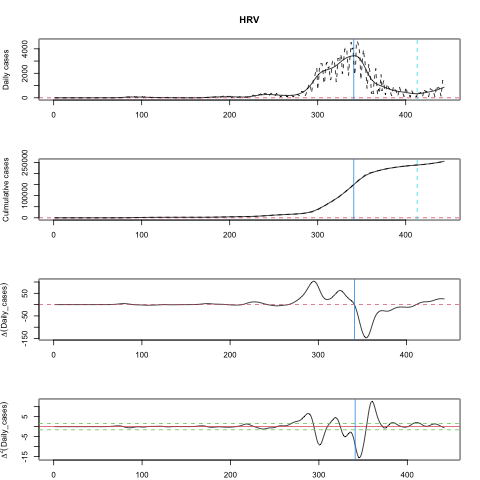 HRV
Daily cases
0 2000 4000
0 100 200 300 400
Culmulative cases
0 100000 250000
0 100 200 300 400
Δ(Daily_cases)
-150 -50 50
0 100 200 300 400
Δ²(Daily_cases)
-15 -5 5
0 100 200 300 400